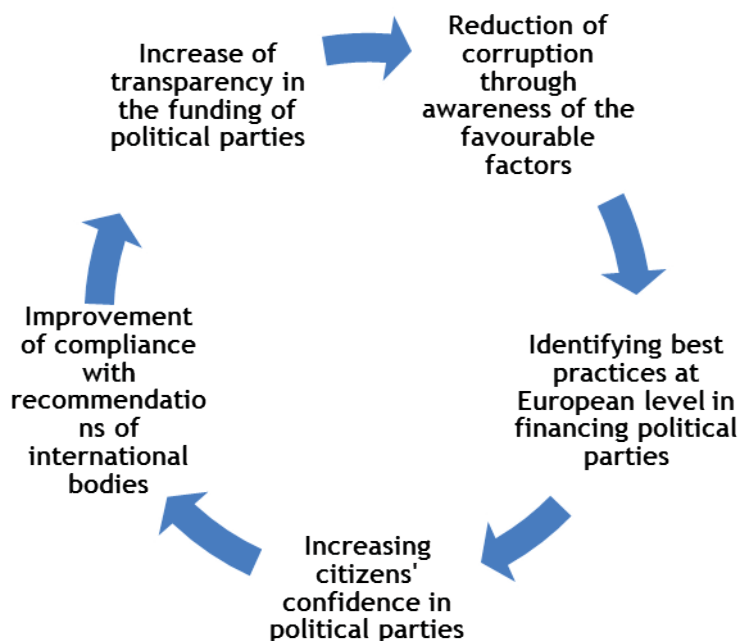 Increase of
transparency in
the funding of
political parties
Reduction of
corruption
through
awareness of the
favourable
factors
Identifying best
practices at
European level in
financing political
parties
Increasing
citizens'
confidence in
political parties
Improvement
of compliance
with
recommendatio
ns of
international
bodies